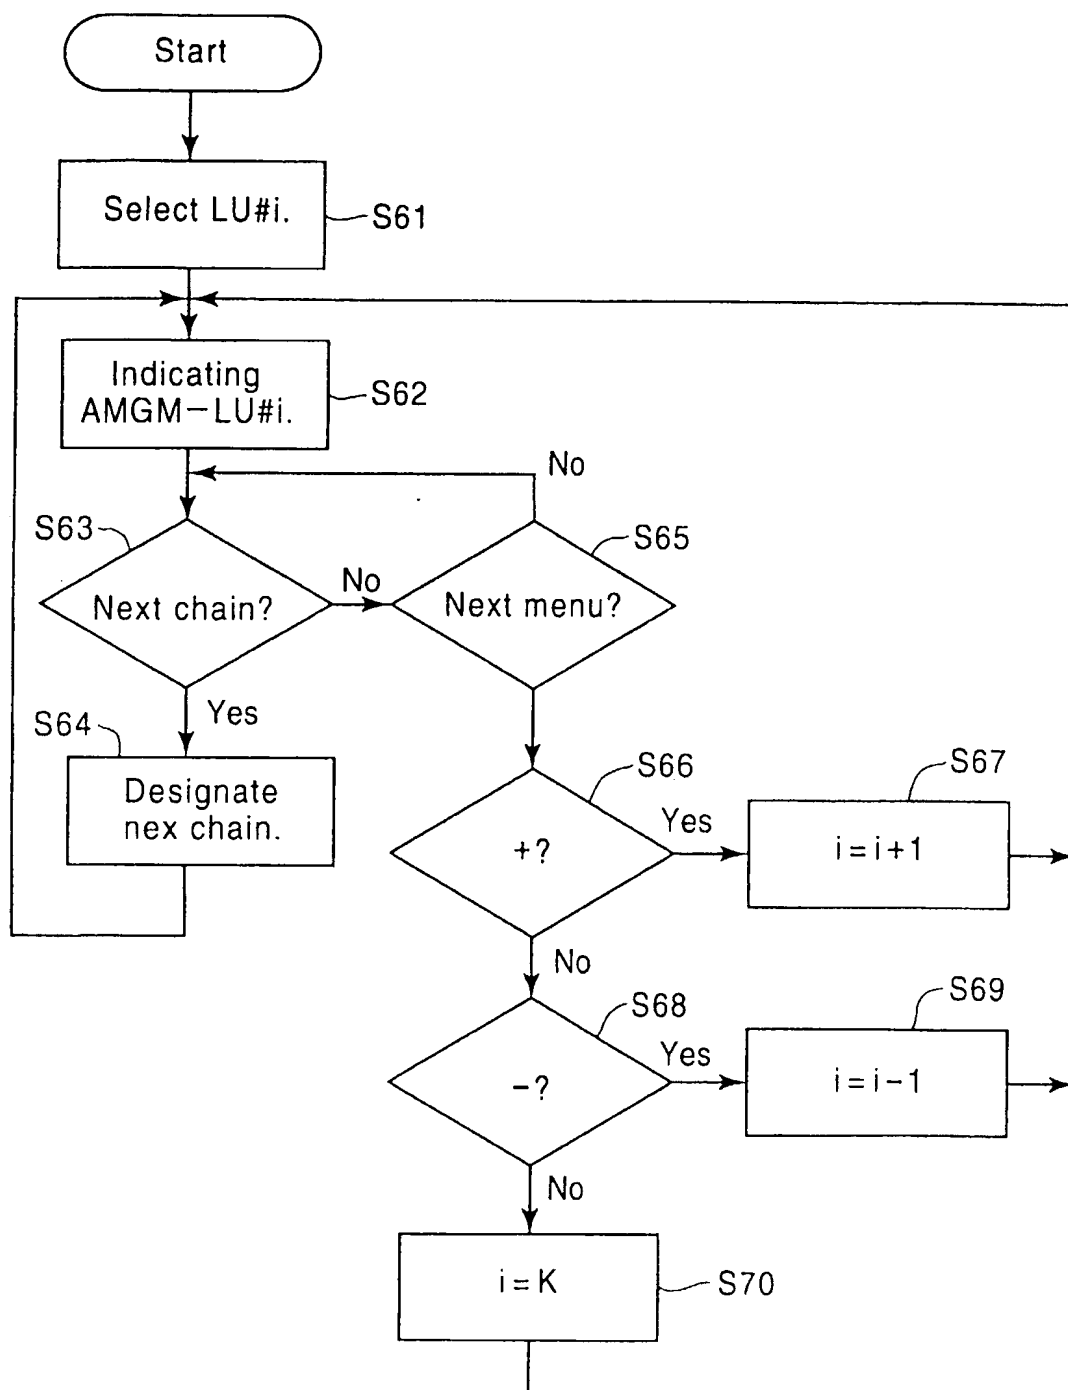 Start
Select LU#i.
S61
Indicating
AMGM-LU#i.
S62
No
S63
Next chain?
No
S65
Next menu?
Yes
S64
Designate
nex chain.
S66
+?
Yes
S67
i=i+1
No
S68
-?
Yes
S69
i=i-1
No
i=K
S70